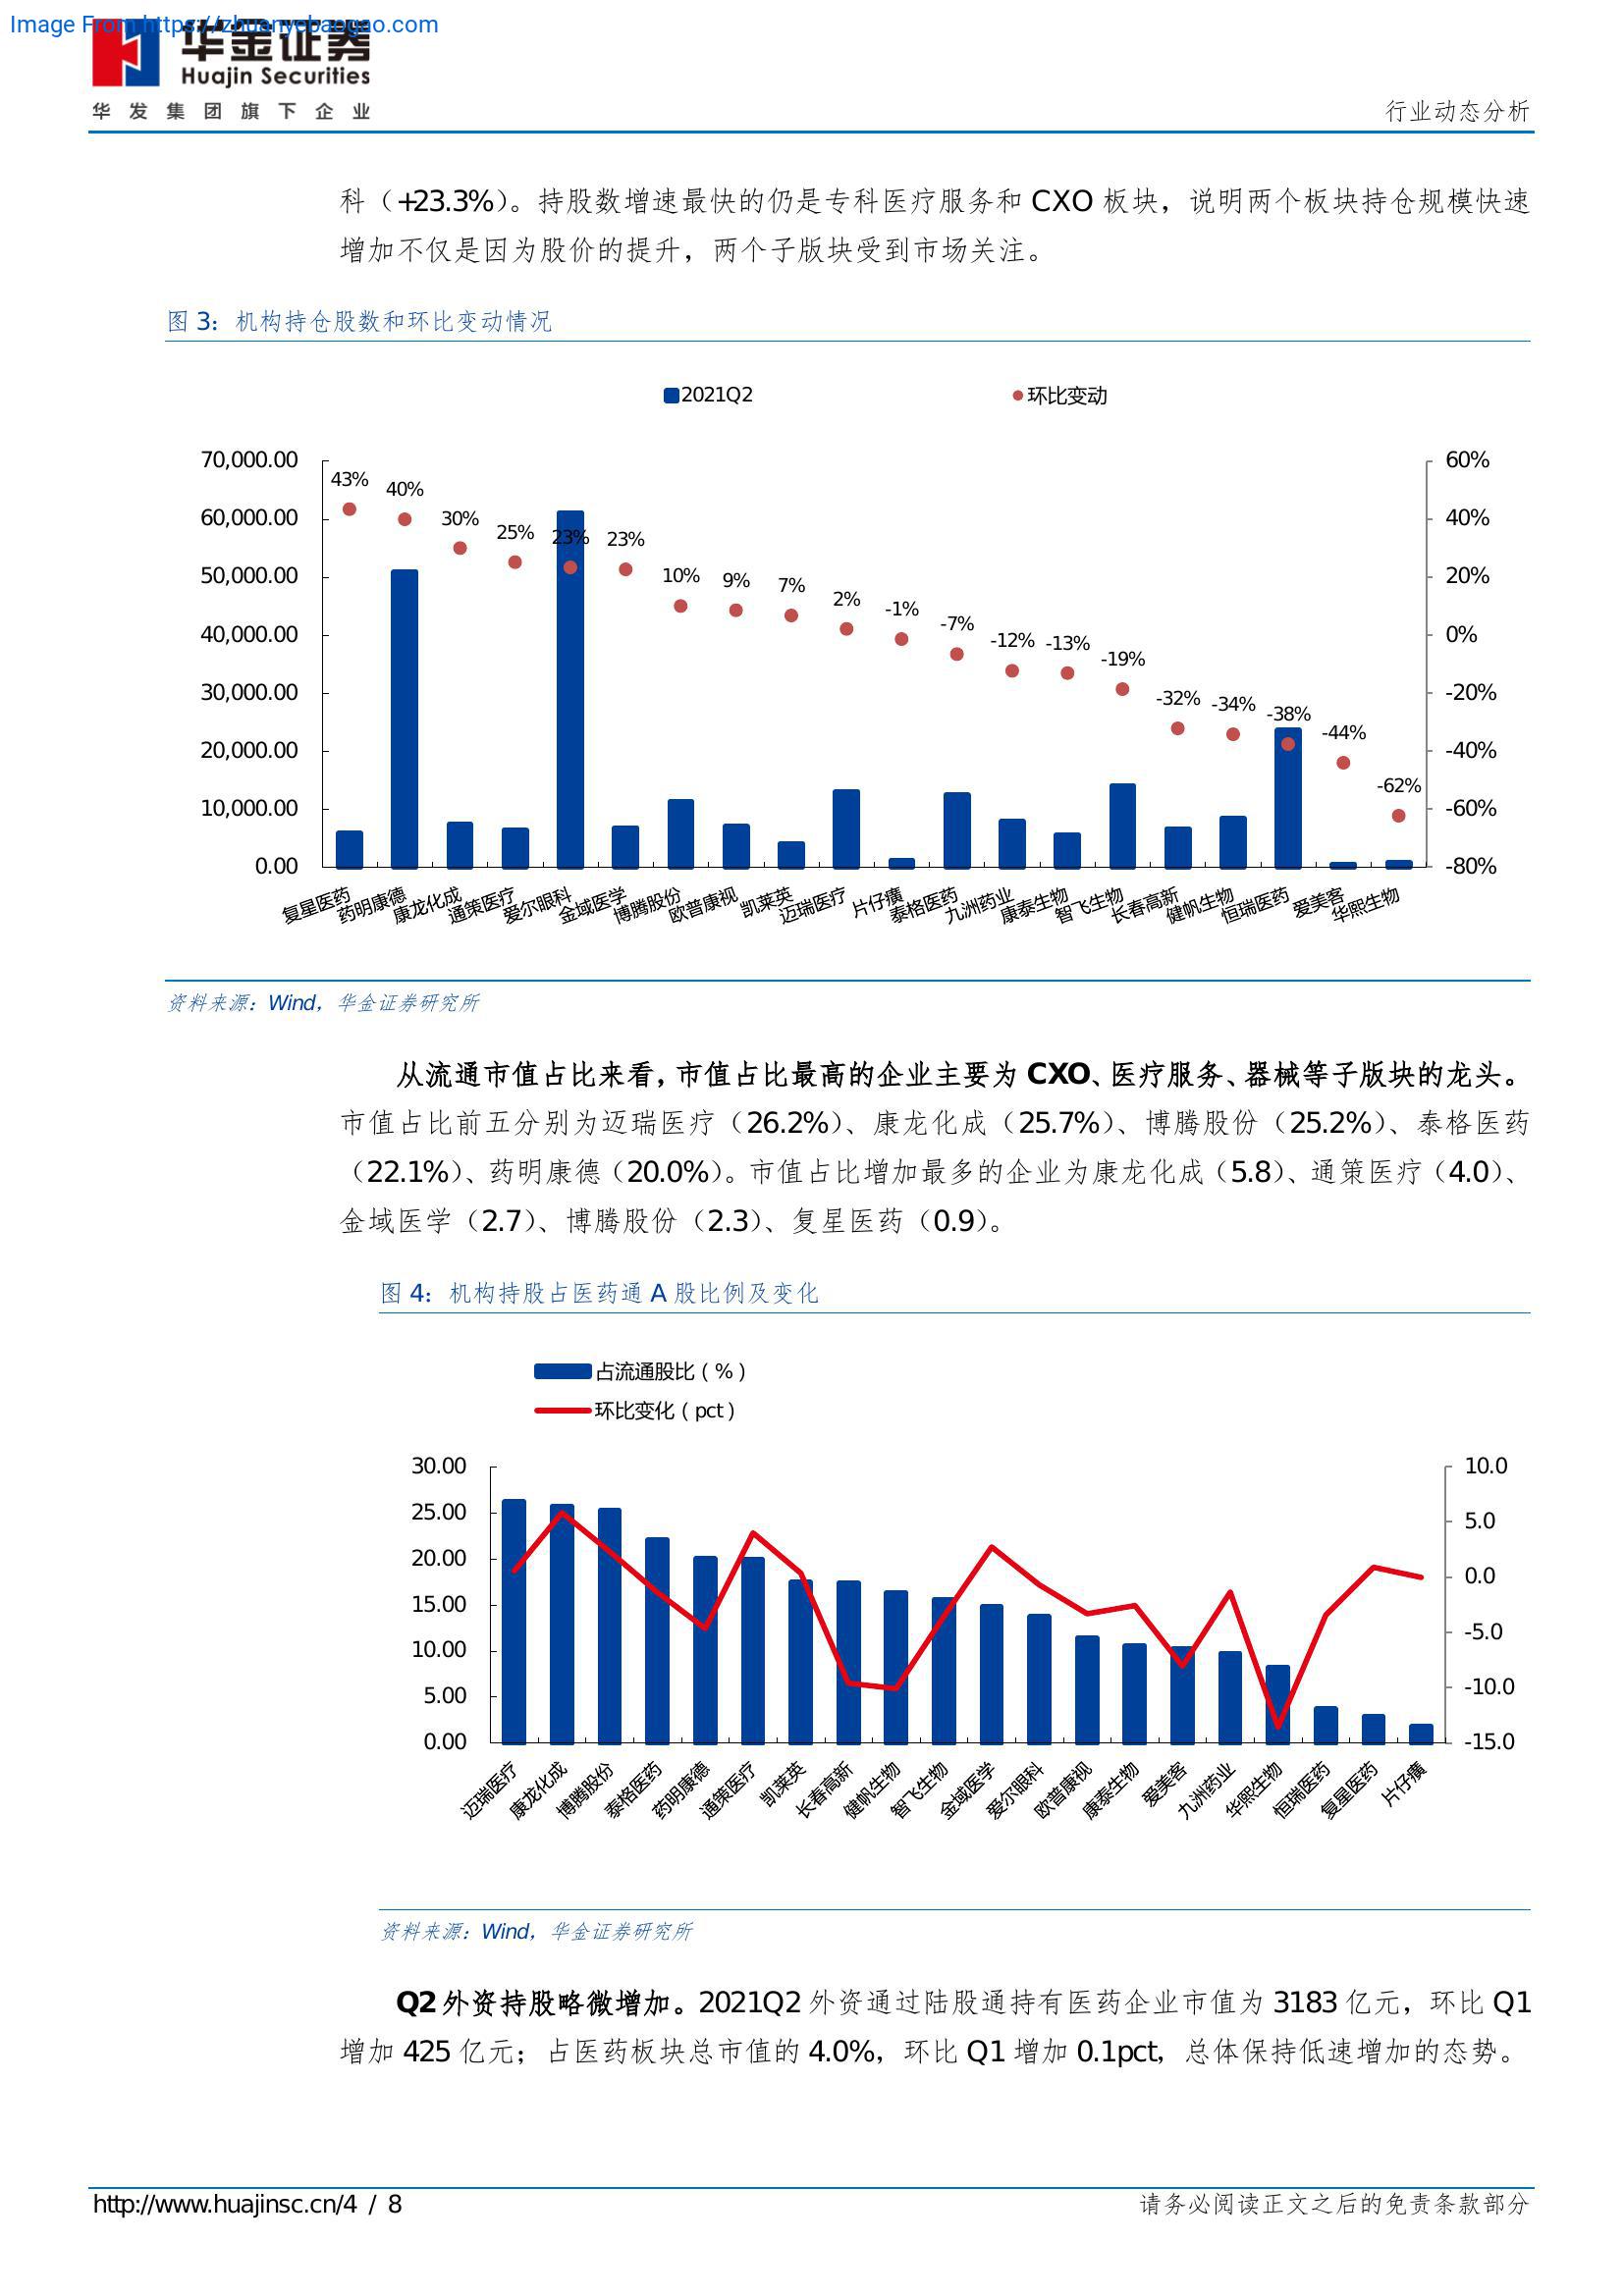 Image From https://zhuanyebaogao.com
华金证券
Huajin Securities
华发集团旗下企业
行业动态分析
科（+23.3%）。持股数增速最快的仍是专科医疗服务和 CXO 板块，说明两个板块持仓规模快速
增加不仅是因为股价的提升，两个子版块受到市场关注。
图 3：机构持仓股数和环比变动情况
2021Q2 环比变动
70,000.00
60,000.00
50,000.00
40,000.00
30,000.00
20,000.00
10,000.00
0.00
43% 40% 30% 25% 23% 23% 10% 9% 7% 2% -1% -7% -12% -13% -19% -32% -34% -38% -44% -62%
60%
40%
20%
0%
-20%
-40%
-60%
-80%
复星医药 药明康德 康龙化成 通策医疗 爱尔眼科 金域医学 博腾股份 欧普康视 凯莱英 迈瑞医疗 片仔癀 泰格医药 九洲药业 康泰生物 智飞生物 长春高新 健帆生物 恒瑞医药 爱美客 华熙生物
资料来源：Wind，华金证券研究所
从流通市值占比来看，市值占比最高的企业主要为 CXO、医疗服务、器械等子版块的龙头。
市值占比前五分别为迈瑞医疗（26.2%）、康龙化成（25.7%）、博腾股份（25.2%）、泰格医药
（22.1%）、药明康德（20.0%）。市值占比增加最多的企业为康龙化成（5.8）、通策医疗（4.0）、
金域医学（2.7）、博腾股份（2.3）、复星医药（0.9）。
图 4：机构持股占医药通 A 股比例及变化
占流通股比（%）
环比变化（pct）
30.00
25.00
20.00
15.00
10.00
5.00
0.00
10.0
5.0
0.0
-5.0
-10.0
-15.0
迈瑞医疗 康龙化成 博腾股份 泰格医药 药明康德 通策医疗 凯莱英 长春高新 健帆生物 智飞生物 金域医学 爱尔眼科 欧普康视 康泰生物 爱美客 九洲药业 华熙生物 恒瑞医药 复星医药 片仔癀
资料来源：Wind，华金证券研究所
Q2 外资持股略微增加。2021Q2 外资通过陆股通持有医药企业市值为 3183 亿元，环比 Q1
增加 425 亿元；占医药板块总市值的 4.0%，环比 Q1 增加 0.1pct，总体保持低速增加的态势。
http://www.huajinsc.cn/4 / 8
请务必阅读正文之后的免责条款部分